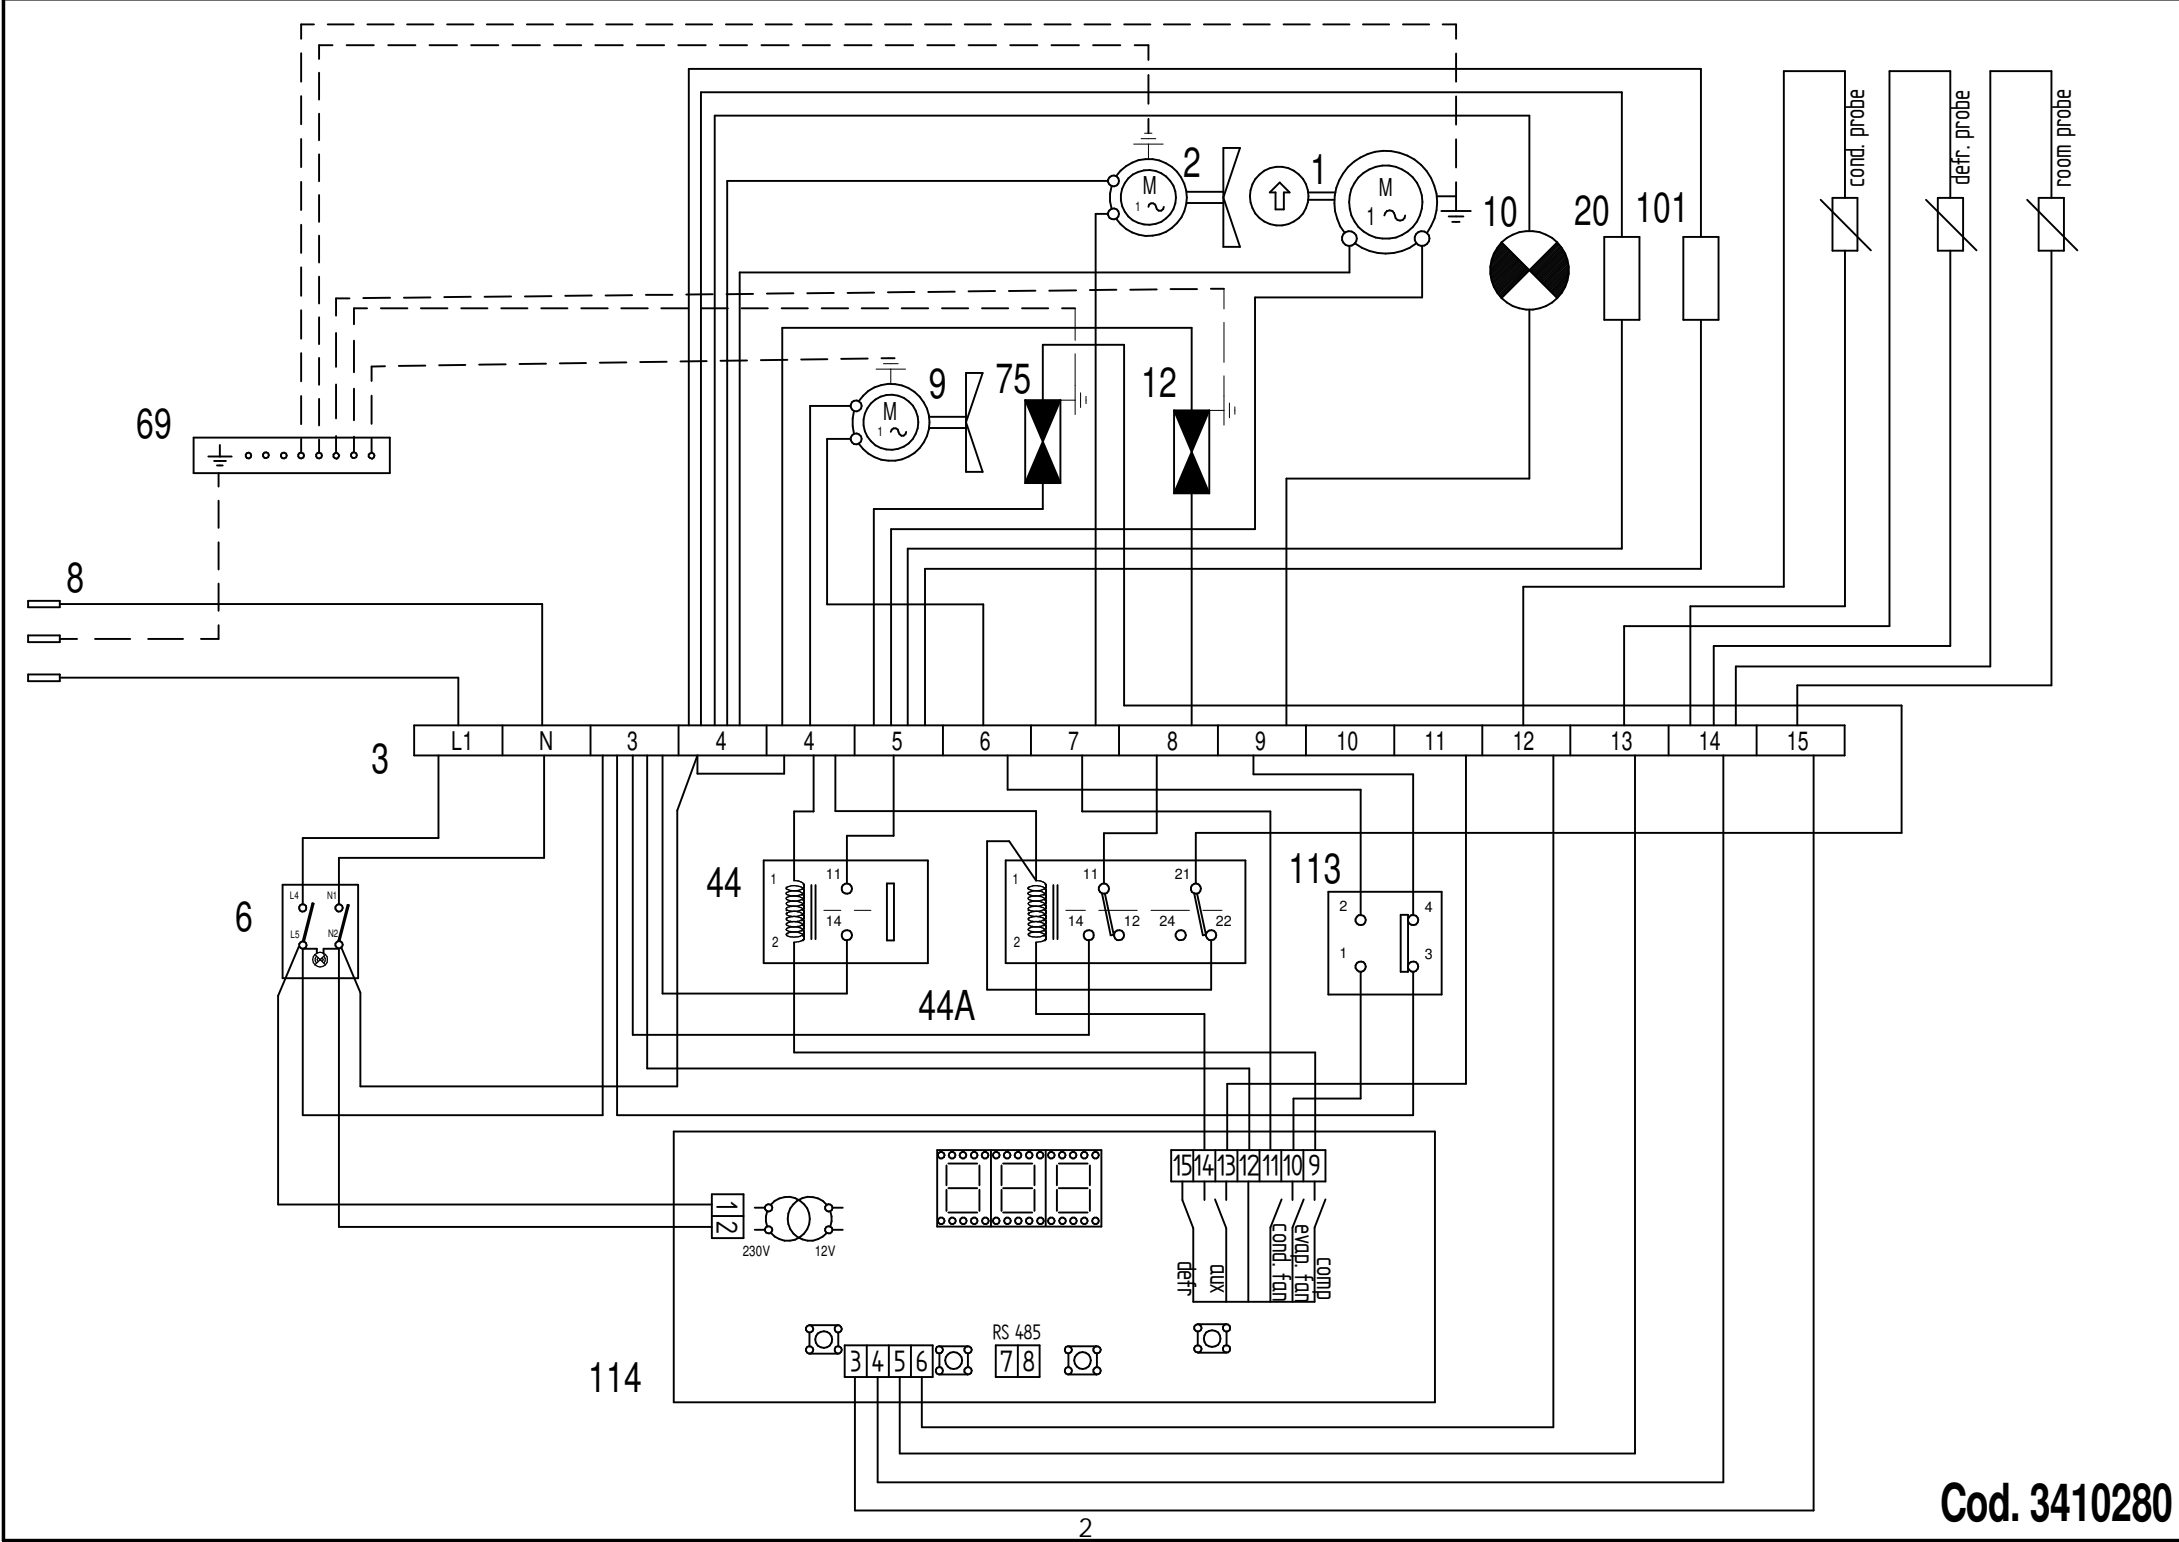 cond. probe
defr. probe
room probe
2
1
M
1
M
1
10
20
101
9
75
12
M
1
69
8
3
L1 N 3 4 4 5 6 7 8 9 10 11 12 13 14 15
6
L4 N1
L5 N2
44
1 11
14
2
44A
1 11 21
14 12 24 22
2
113
2 4
1 3
15 14 13 12 11 10 9
defr
aux
cond. fan
evap. fan
comp
1
2
230V 12V
RS 485
3 4 5 6
7 8
114
Cod. 3410280
2